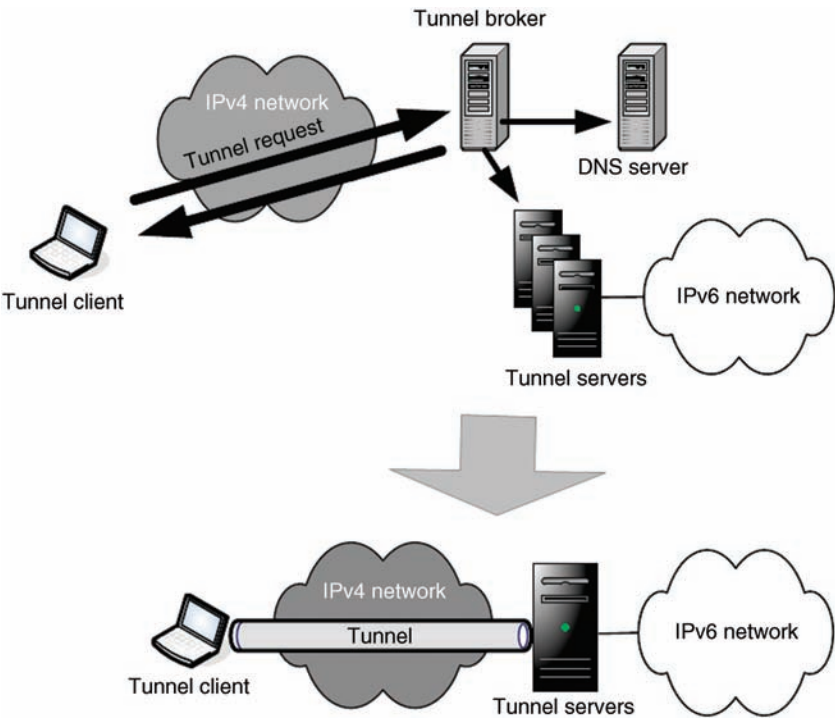 Tunnel broker
IPv4 network
Tunnel request
DNS server
Tunnel client
IPv6 network
Tunnel servers
IPv4 network
Tunnel
IPv6 network
Tunnel client
Tunnel servers